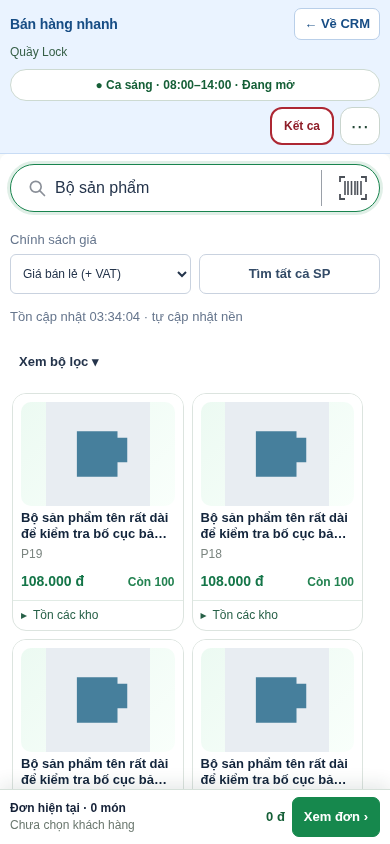 Bán hàng nhanh
← Về CRM
Quầy Lock
● Ca sáng · 08:00–14:00 · Đang mở
Kết ca
···
Bộ sản phẩm
Chính sách giá
Giá bán lẻ (+ VAT)
Tìm tất cả SP
Tồn cập nhật 03:34:04 · tự cập nhật nền
Xem bộ lọc ▾
Bộ sản phẩm tên rất dài
để kiểm tra bố cục bà…
P19
108.000 đ
Còn 100
▸ Tồn các kho
Bộ sản phẩm tên rất dài
để kiểm tra bố cục bà…
P18
108.000 đ
Còn 100
▸ Tồn các kho
Bộ sản phẩm tên rất dài
để kiểm tra bố cục bà…
Bộ sản phẩm tên rất dài
để kiểm tra bố cục bà…
Đơn hiện tại · 0 món
Chưa chọn khách hàng
0 đ
Xem đơn ›